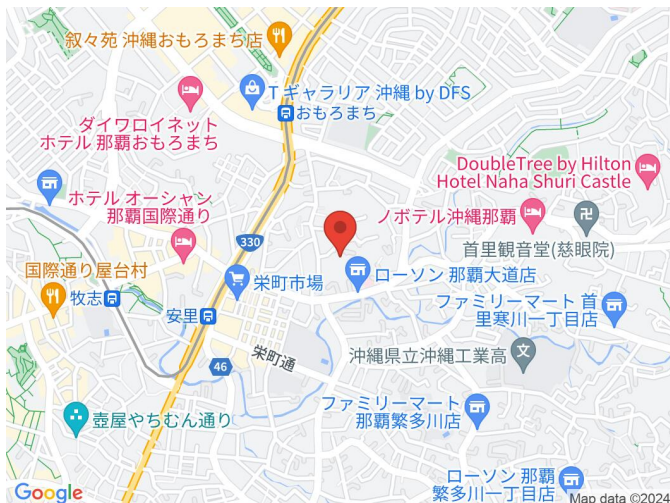 叙々苑 沖縄おもろまち店
T ギャラリア 沖縄 by DFS
おもろまち
ダイワロイネット
ホテル 那覇おもろまち
DoubleTree by Hilton
Hotel Naha Shuri Castle
ホテル オーシャン
那覇国際通り
ノボテル沖縄那覇
首里観音堂(慈眼院)
330
国際通り屋台村
栄町市場
ローソン 那覇大道店
牧志
安里
ファミリーマート 首
里寒川一丁目店
46
栄町通
沖縄県立沖縄工業高
文
壺屋やちむん通り
ファミリーマート
那覇繁多川店
ローソン 那覇
繁多川一丁目店
Google
Map data ©2024